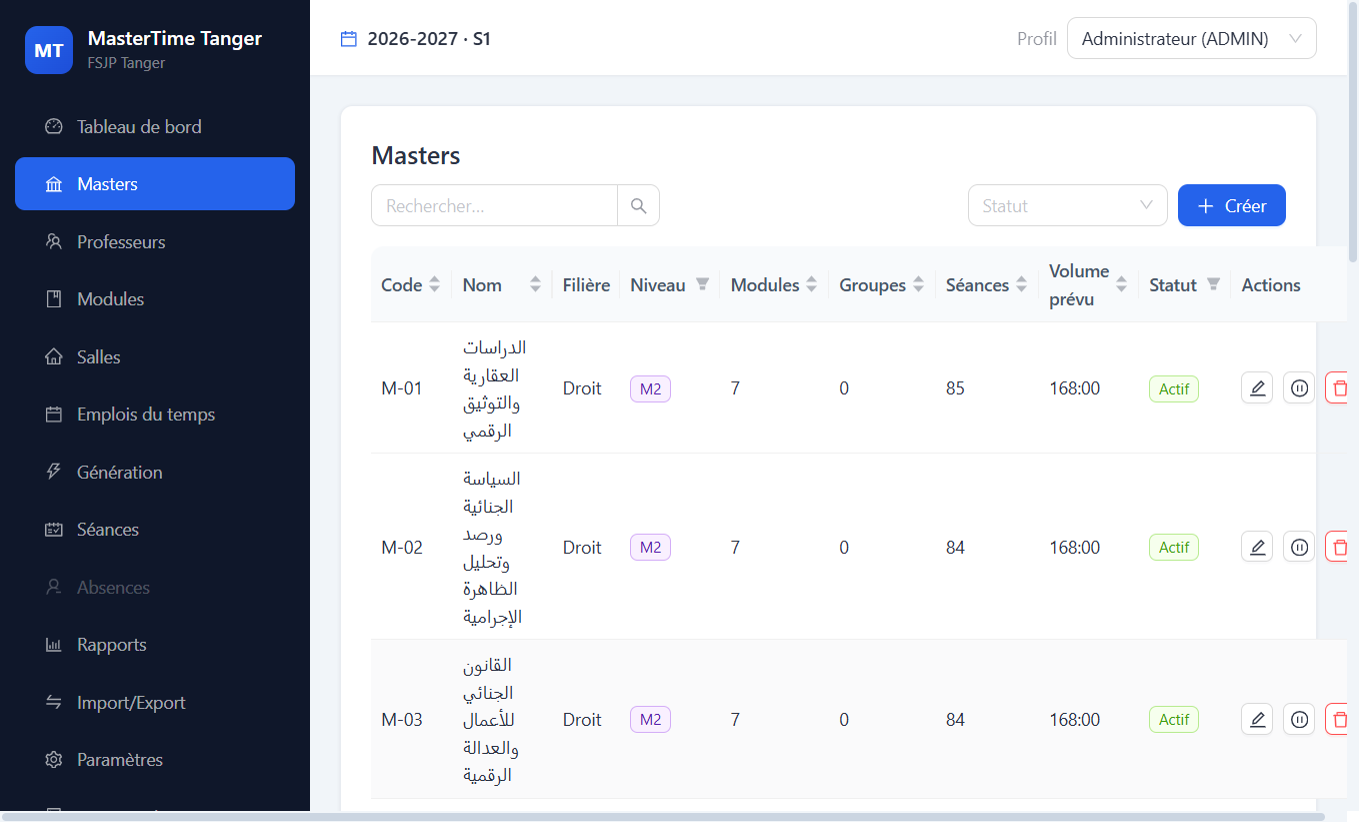 MT
MasterTime Tanger
FSJP Tanger
Tableau de bord
Masters
Professeurs
Modules
Salles
Emplois du temps
Génération
Séances
Absences
Rapports
Import/Export
Paramètres
2026-2027 · S1
Profil
Administrateur (ADMIN)
Masters
Rechercher...
Statut
Créer
Code
Nom
Filière
Niveau
Modules
Groupes
Séances
Volume
prévu
Statut
Actions
M-01
الدراسات
العقارية
والتوثيق
الرقمي
Droit
M2
7
0
85
168:00
Actif
M-02
السياسة
الجنائية
ورصد
وتحليل
الظاهرة
الإجرامية
Droit
M2
7
0
84
168:00
Actif
M-03
القانون
الجنائي
للأعمال
والعدالة
الرقمية
Droit
M2
7
0
84
168:00
Actif